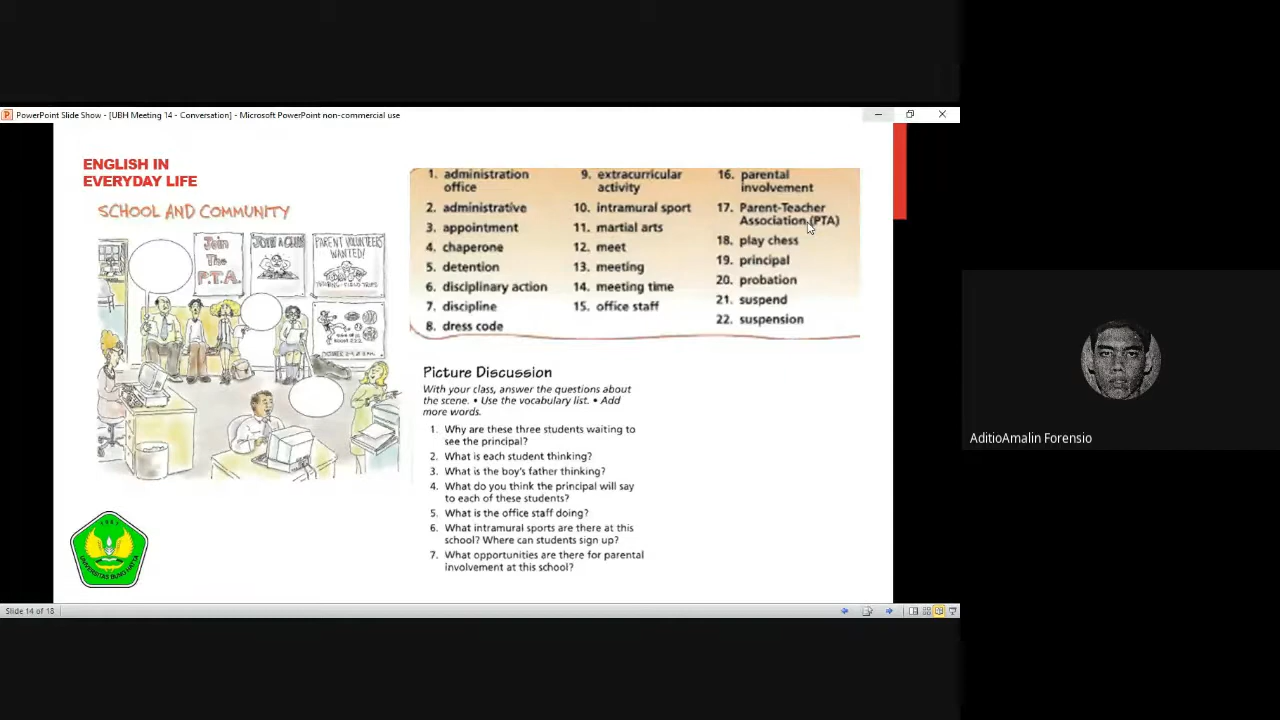 PowerPoint Slide Show - [UBH Meeting 14 - Conversation] - Microsoft PowerPoint non-commercial use
ENGLISH IN
EVERYDAY LIFE
SCHOOL AND COMMUNITY
Join
The
P.T.A.
JOIN A CLUB
PARENT VOLUNTEERS
WANTED!
1. administration
office
2. administrative
3. appointment
4. chaperone
5. detention
6. disciplinary action
7. discipline
8. dress code
9. extracurricular
activity
10. intramural sport
11. martial arts
12. meet
13. meeting
14. meeting time
15. office staff
16. parental
involvement
17. Parent-Teacher
Association (PTA)
18. play chess
19. principal
20. probation
21. suspend
22. suspension
Picture Discussion
With your class, answer the questions about
the scene. • Use the vocabulary list. • Add
more words.
1. Why are these three students waiting to
see the principal?
2. What is each student thinking?
3. What is the boy's father thinking?
4. What do you think the principal will say
to each of these students?
5. What is the office staff doing?
6. What intramural sports are there at this
school? Where can students sign up?
7. What opportunities are there for parental
involvement at this school?
UNIVERSITAS BUNG HATTA
Slide 14 of 18
AditioAmalin Forensio